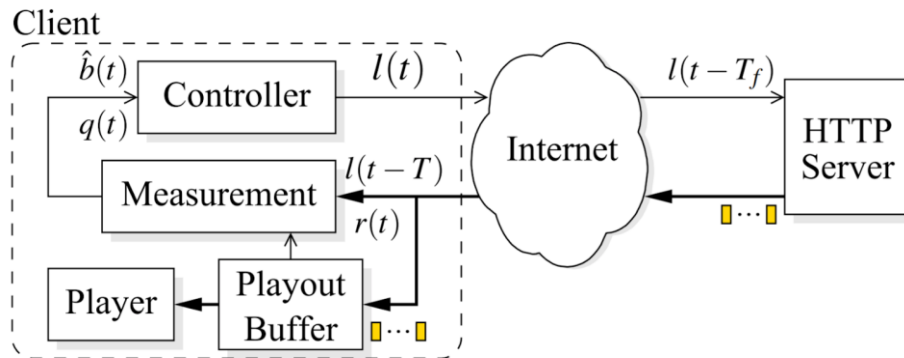 Client
b̂(t)
q(t)
Controller
l(t)
l(t − T_f)
Internet
HTTP
Server
Measurement
l(t − T)
r(t)
Player
Playout
Buffer
···
···